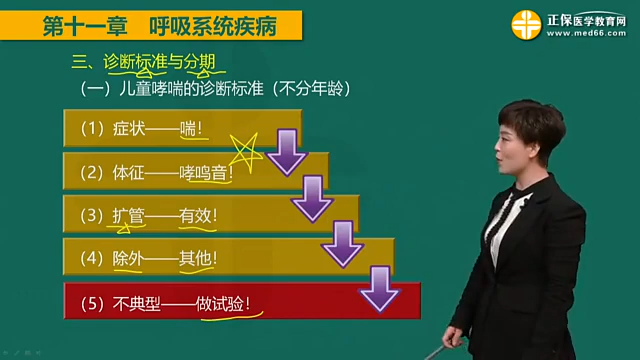 第十一章 呼吸系统疾病
正保医学教育网
www.med66.com
三、诊断标准与分期
（一）儿童哮喘的诊断标准（不分年龄）
（1）症状——喘！
（2）体征——哮鸣音！
（3）扩管——有效！
（4）除外——其他！
（5）不典型——做试验！